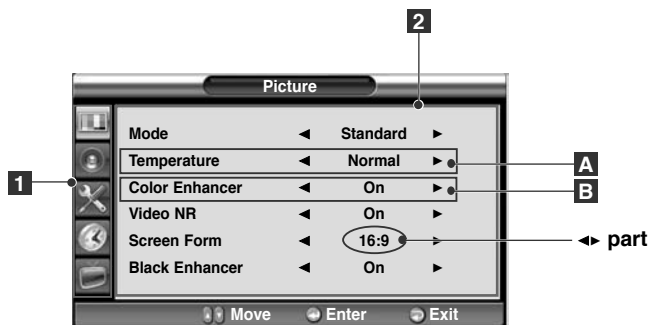 2
Picture
Mode ◄ Standard ►
Temperature ◄ Normal ► A
1 Color Enhancer ◄ On ► B
Video NR ◄ On ►
Screen Form ◄ 16:9 ► ◄► part
Black Enhancer ◄ On ►
Move Enter Exit